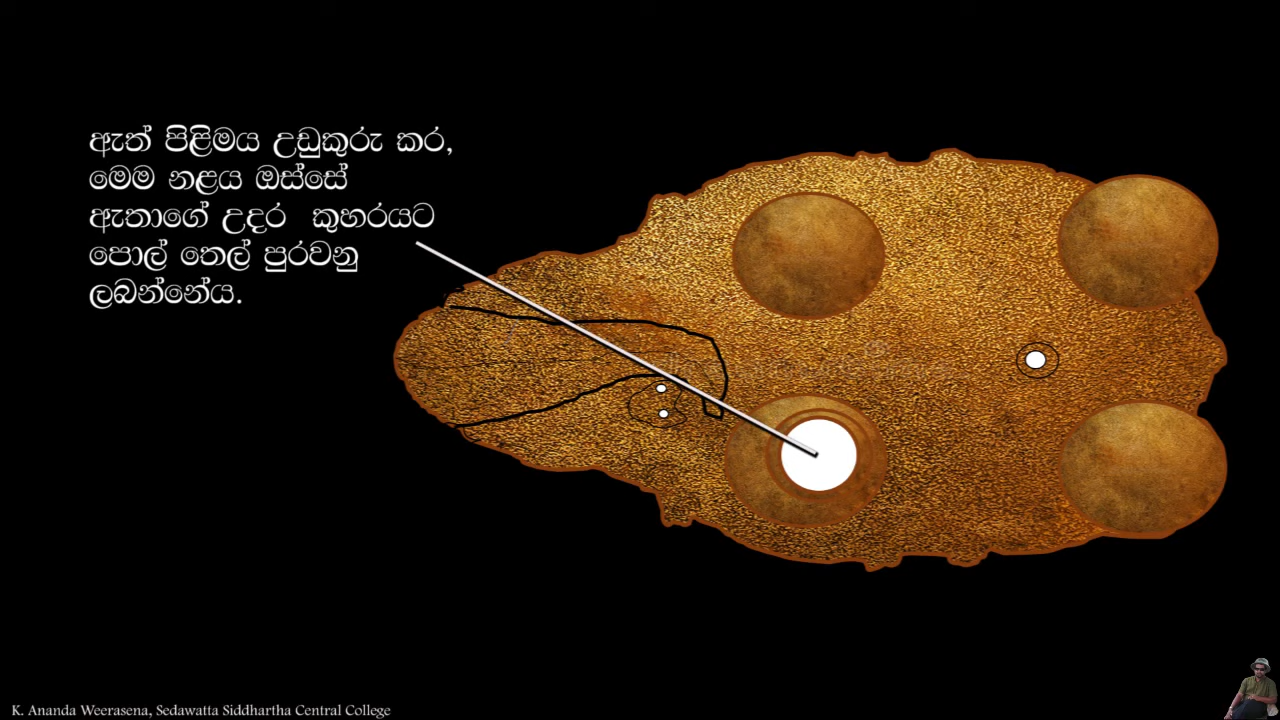 ඇත් පිළිමය උඩුකුරු කර,
මෙම නළය ඔස්සේ
ඇතාගේ උදර කුහරයට
පොල් තෙල් පුරවනු
ලබන්නේය.
K. Ananda Weerasena, Sedawatta Siddhartha Central College